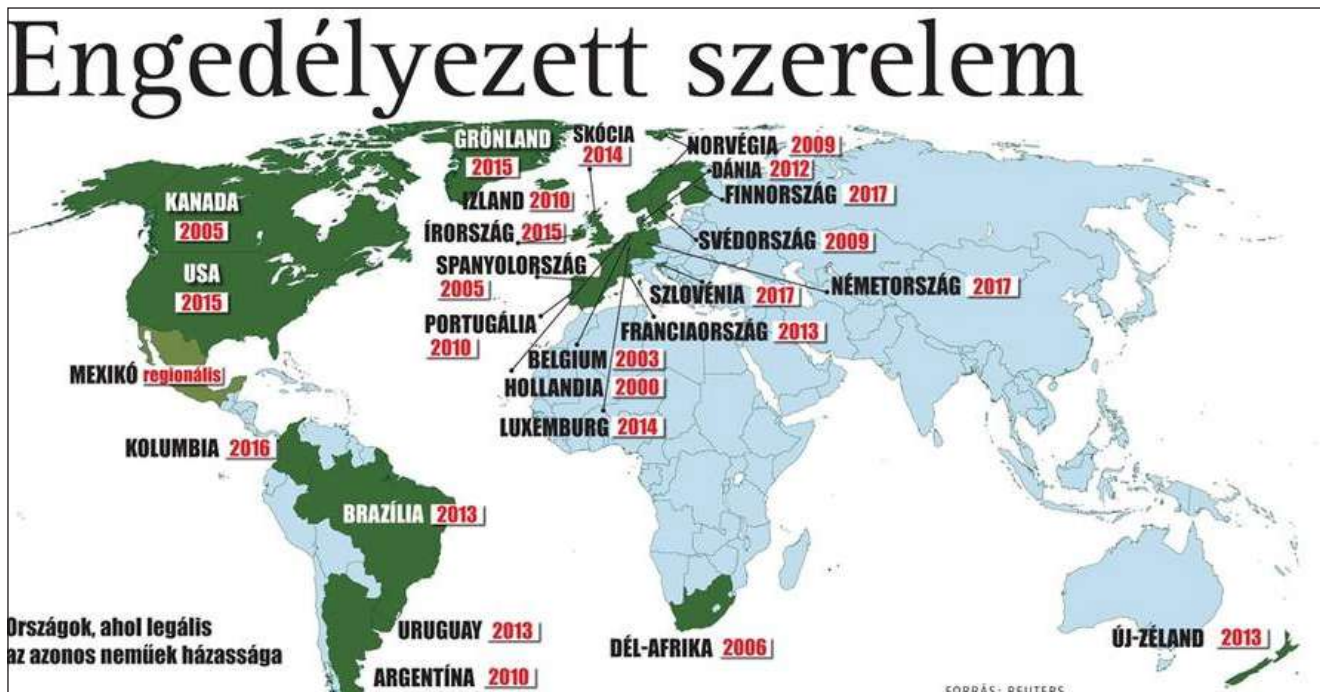 Engedélyezett szerelem
GRÖNLAND
2015
SKÓCIA
2014
NORVÉGIA 2009
DÁNIA 2012
FINNORSZÁG 2017
KANADA
2005
IZLAND 2010
ÍRORSZÁG 2015
SVÉDORSZÁG 2009
USA
2015
SPANYOLORSZÁG
2005
SZLOVÉNIA 2017
NÉMETORSZÁG 2017
PORTUGÁLIA
2010
FRANCIAORSZÁG 2013
BELGIUM 2003
MEXIKÓ regionális
HOLLANDIA 2000
LUXEMBURG 2014
KOLUMBIA 2016
BRAZÍLIA 2013
URUGUAY 2013
DÉL-AFRIKA 2006
ÚJ-ZÉLAND 2013
ARGENTÍNA 2010
Országok, ahol legális
az azonos neműek házassága
FORRÁS: REUTERS